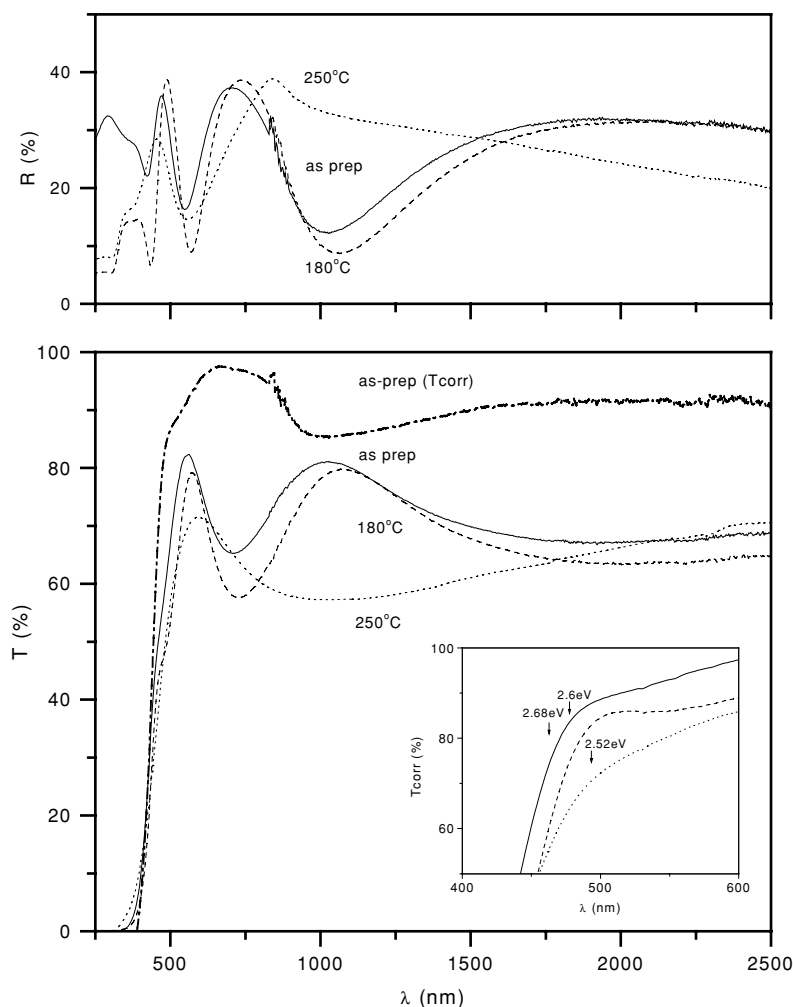 40
20
0
R (%)
250°C
as prep
180°C
100
80
60
40
20
0
T (%)
as-prep (Tcorr)
as prep
180°C
250°C
100
80
60
Tcorr (%)
2.6eV
2.68eV
2.52eV
400 500 600
λ (nm)
500 1000 1500 2000 2500
λ (nm)